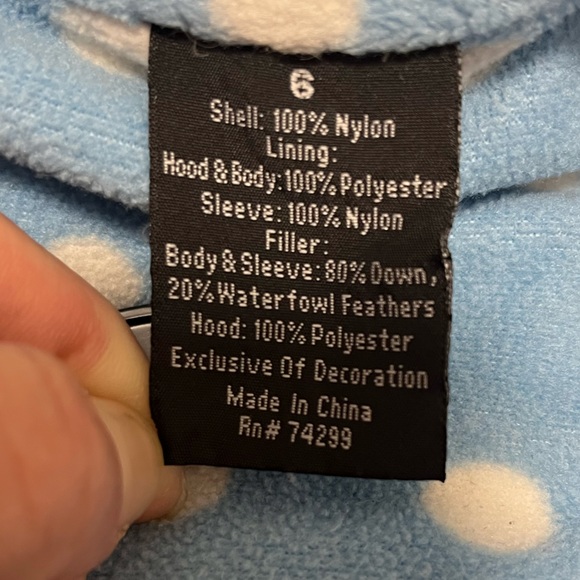 6
Shell: 100% Nylon
Lining:
Hood & Body: 100% Polyester
Sleeve: 100% Nylon
Filler:
Body & Sleeve: 80% Down,
20% Waterfowl Feathers
Hood: 100% Polyester
Exclusive Of Decoration
Made In China
Rn# 74299